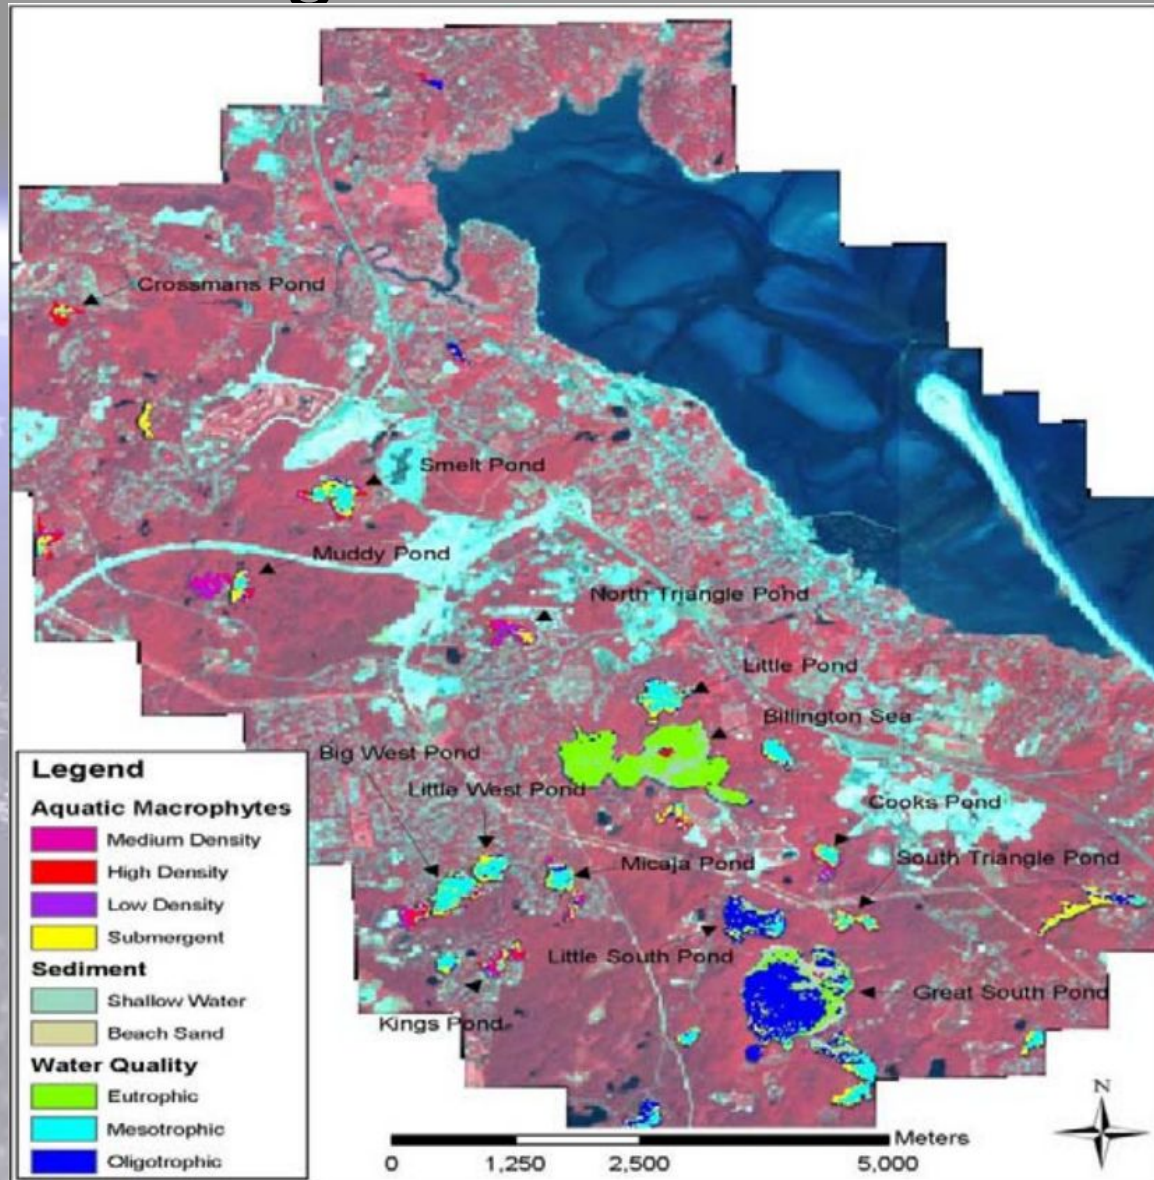 Crossmans Pond
Smelt Pond
Muddy Pond
North Triangle Pond
Little Pond
Billington Sea
Big West Pond
Little West Pond
Cooks Pond
South Triangle Pond
Micaja Pond
Little South Pond
Great South Pond
Kings Pond
Legend
Aquatic Macrophytes
Medium Density
High Density
Low Density
Submergent
Sediment
Shallow Water
Beach Sand
Water Quality
Eutrophic
Mesotrophic
Oligotrophic
N
Meters
0 1,250 2,500 5,000